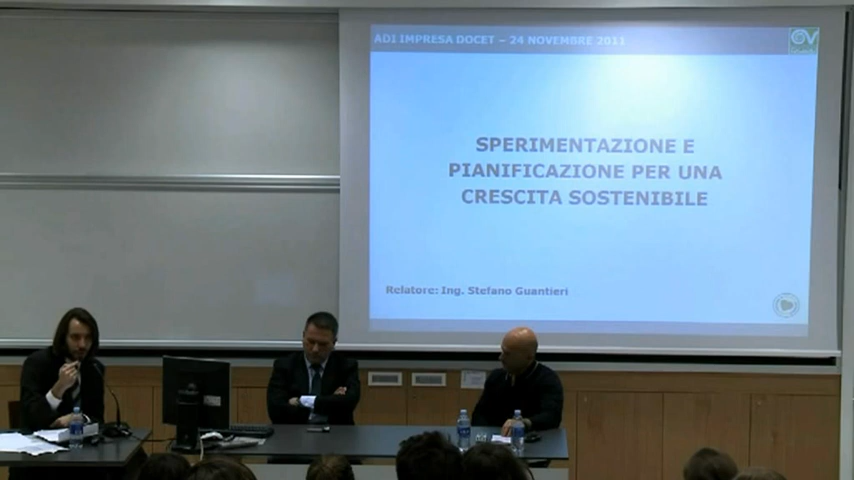 ADI IMPRESA DOCET – 24 NOVEMBRE 2011
SPERIMENTAZIONE E
PIANIFICAZIONE PER UNA
CRESCITA SOSTENIBILE
Relatore: Ing. Stefano Guantieri